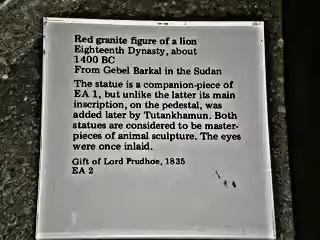 Red granite figure of a lion
Eighteenth Dynasty, about
1400 BC
From Gebel Barkal in the Sudan
The statue is a companion-piece of
EA 1, but unlike the latter its main
inscription, on the pedestal, was
added later by Tutankhamun. Both
statues are considered to be master-
pieces of animal sculpture. The eyes
were once inlaid.
Gift of Lord Prudhoe, 1835
EA 2